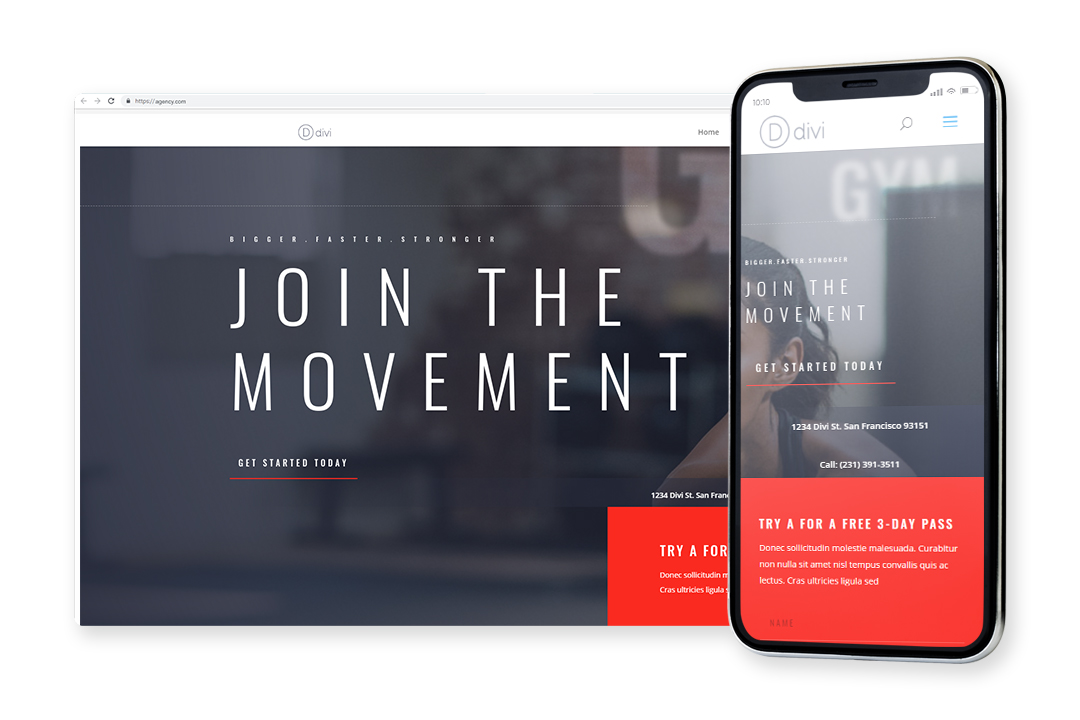 https://agency.com
D divi
Home
G
BIGGER.FASTER.STRONGER
JOIN THE
MOVEMENT
GET STARTED TODAY
1234 Divi St. San Fran
TRY A FOR
Donec sollicitudin m
Cras ultricies ligula s
10:10
D divi
GYM
BIGGER.FASTER.STRONGER
JOIN THE
MOVEMENT
GET STARTED TODAY
1234 Divi St. San Francisco 93151
Call: (231) 391-3511
TRY A FOR A FREE 3-DAY PASS
Donec sollicitudin molestie malesuada. Curabitur
non nulla sit amet nisl tempus convallis quis ac
lectus. Cras ultricies ligula sed
NAME